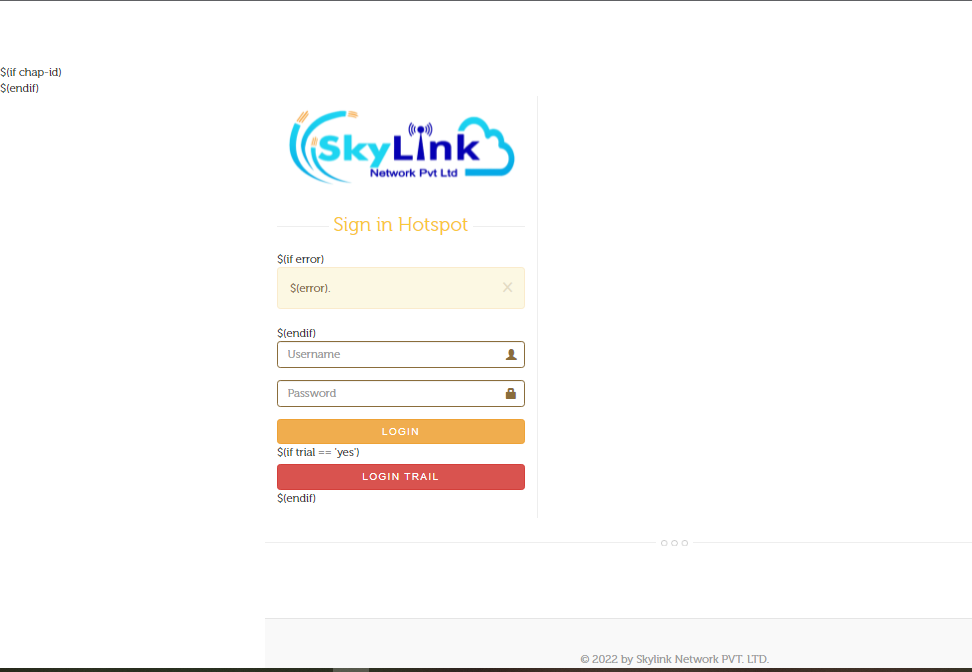 $(if chap-id)
$(endif)
SkyLink
Network Pvt Ltd
Sign in Hotspot
$(if error)
$(error).
$(endif)
Username
Password
LOGIN
$(if trial == 'yes')
LOGIN TRAIL
$(endif)
© 2022 by Skylink Network PVT. LTD.